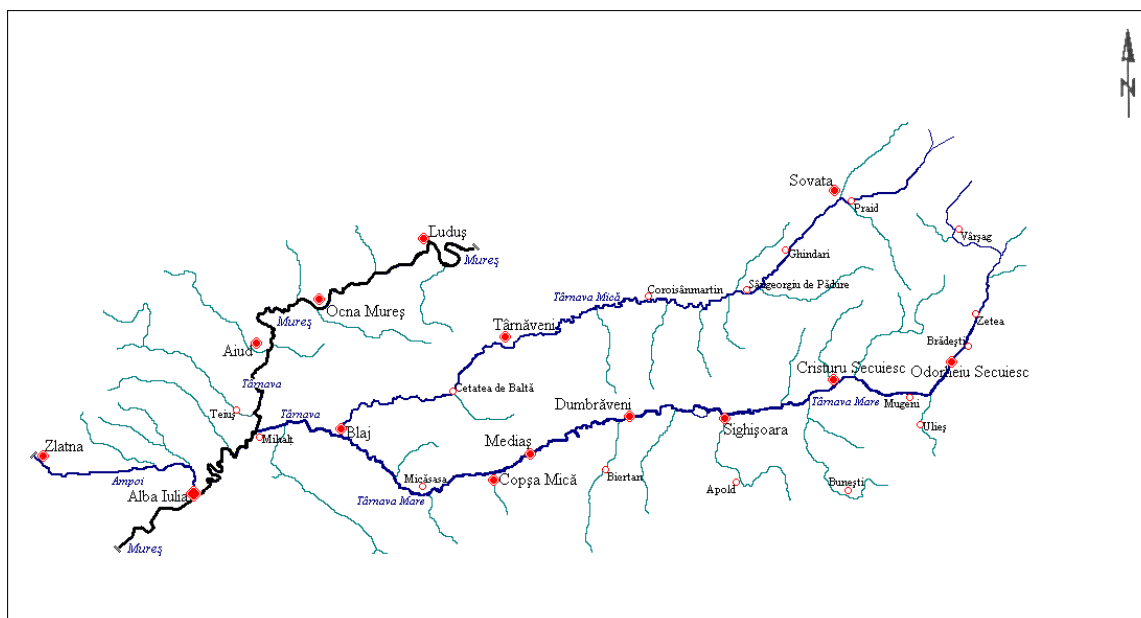 N
Sovata
Praid
Vârşag
Luduş
Mureş
Ghindari
Sângeorgiu de Pădure
Coroisânmartin
Târnava Mică
Ocna Mureş
Mureş
Târnăveni
Zetea
Brădeşti
Aiud
Odorheiu Secuiesc
Cristuru Secuiesc
Târnava
Cetatea de Baltă
Mugeni
Târnava Mare
Teiuş
Târnava
Dumbrăveni
Sighişoara
Ulieş
Blaj
Mihalt
Mediaş
Zlatna
Biertan
Ampoi
Micăsasa
Copşa Mică
Apold
Buneşti
Alba Iulia
Târnava Mare
Mureş